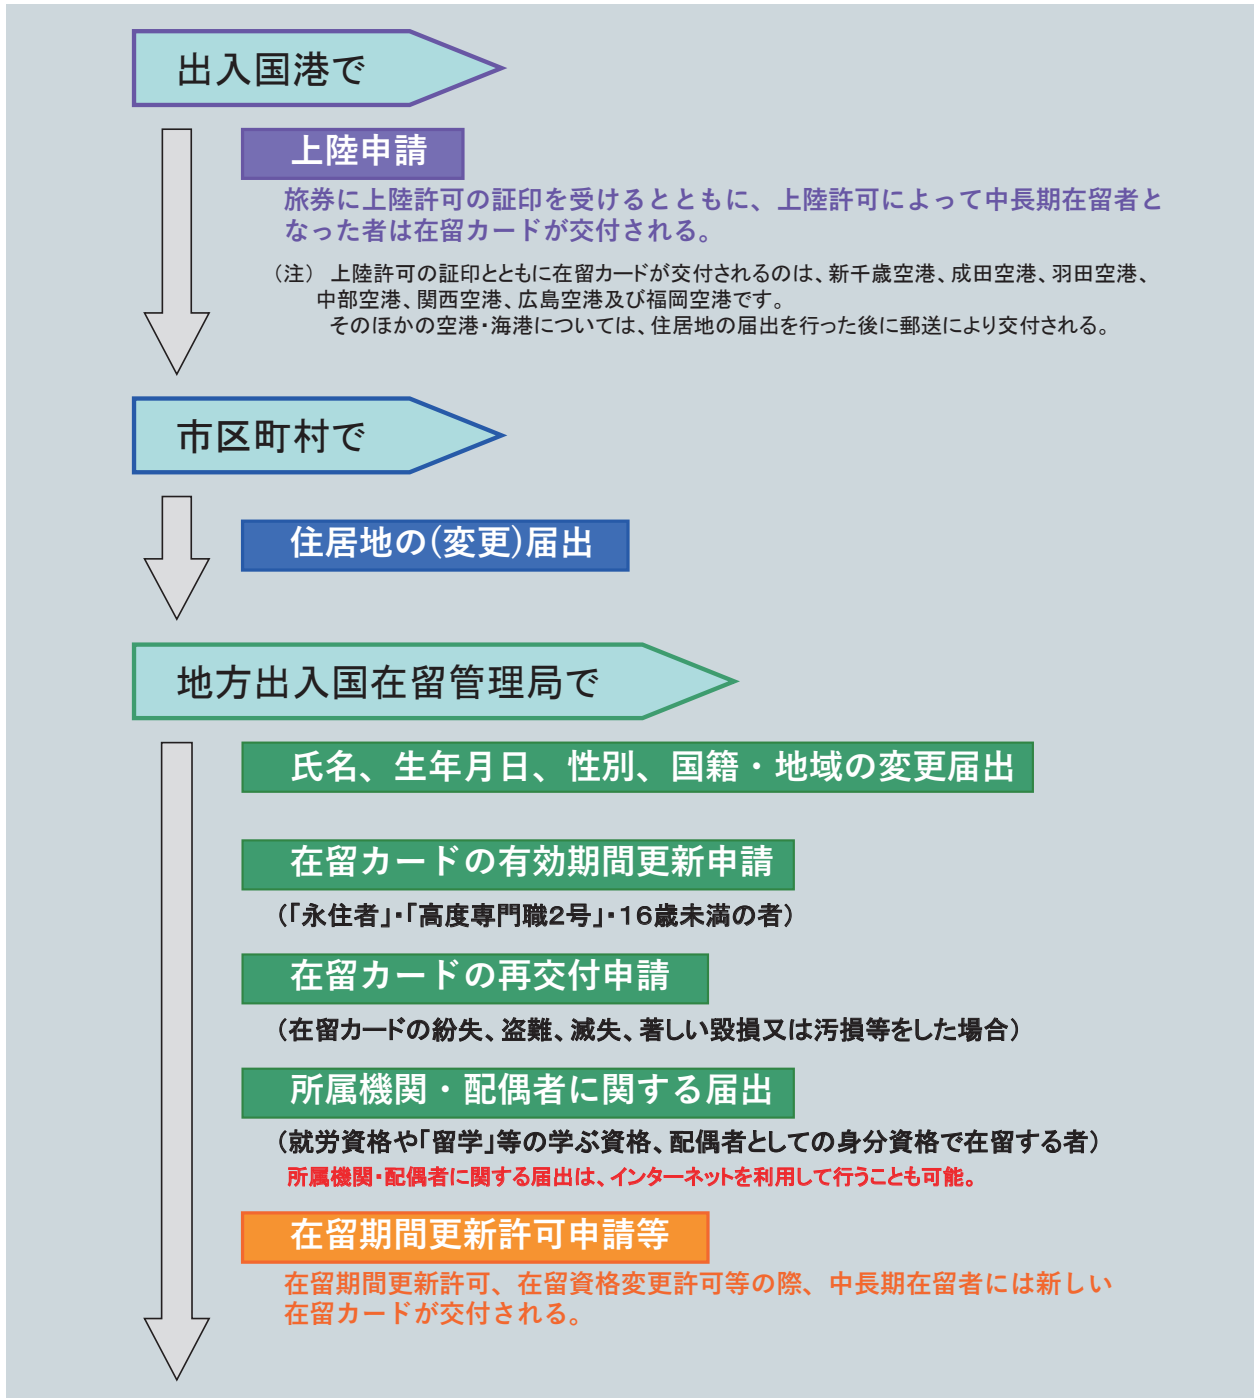 出入国港で
上陸申請
旅券に上陸許可の証印を受けるとともに、上陸許可によって中長期在留者と
なった者は在留カードが交付される。
（注） 上陸許可の証印とともに在留カードが交付されるのは、新千歳空港、成田空港、羽田空港、
中部空港、関西空港、広島空港及び福岡空港です。
そのほかの空港・海港については、住居地の届出を行った後に郵送により交付される。
市区町村で
住居地の(変更)届出
地方出入国在留管理局で
氏名、生年月日、性別、国籍・地域の変更届出
在留カードの有効期間更新申請
（「永住者」・「高度専門職２号」・１６歳未満の者）
在留カードの再交付申請
（在留カードの紛失、盗難、滅失、著しい毀損又は汚損等をした場合）
所属機関・配偶者に関する届出
（就労資格や「留学」等の学ぶ資格、配偶者としての身分資格で在留する者）
所属機関・配偶者に関する届出は、インターネットを利用して行うことも可能。
在留期間更新許可申請等
在留期間更新許可、在留資格変更許可等の際、中長期在留者には新しい
在留カードが交付される。